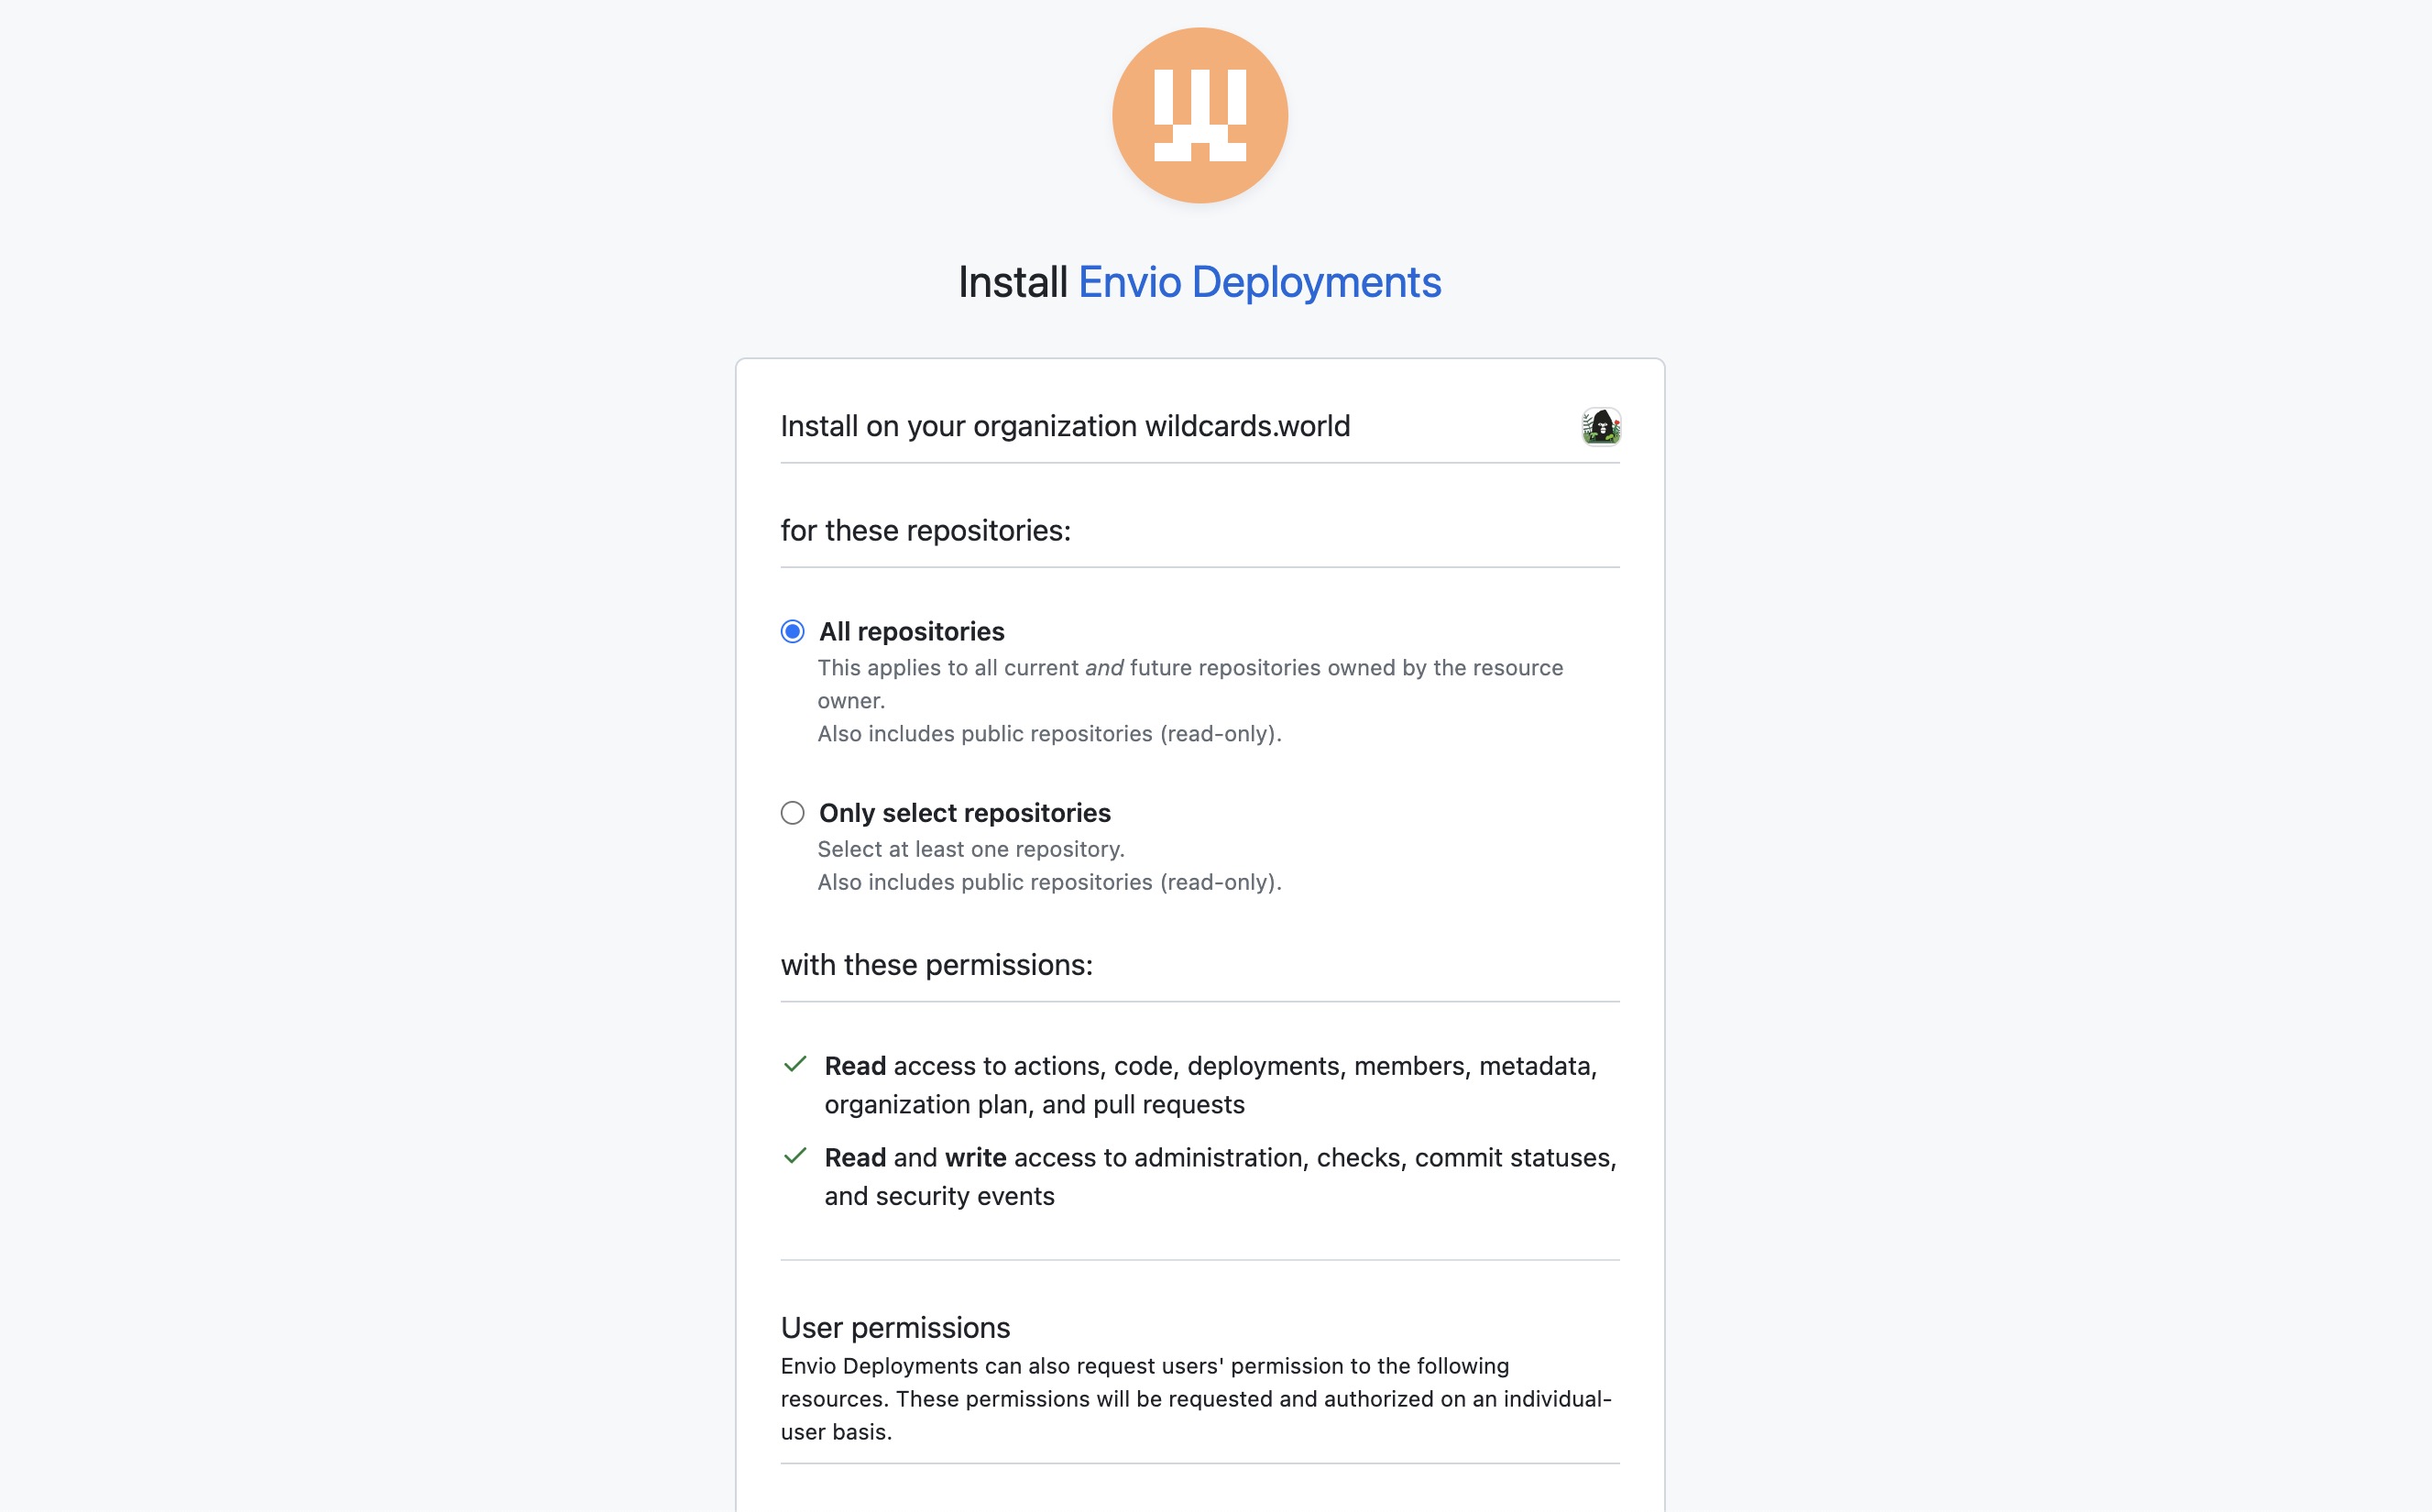 Install Envio Deployments
Install on your organization wildcards.world
for these repositories:
All repositories
This applies to all current and future repositories owned by the resource
owner.
Also includes public repositories (read-only).
Only select repositories
Select at least one repository.
Also includes public repositories (read-only).
with these permissions:
Read access to actions, code, deployments, members, metadata,
organization plan, and pull requests
Read and write access to administration, checks, commit statuses,
and security events
User permissions
Envio Deployments can also request users' permission to the following
resources. These permissions will be requested and authorized on an individual-
user basis.